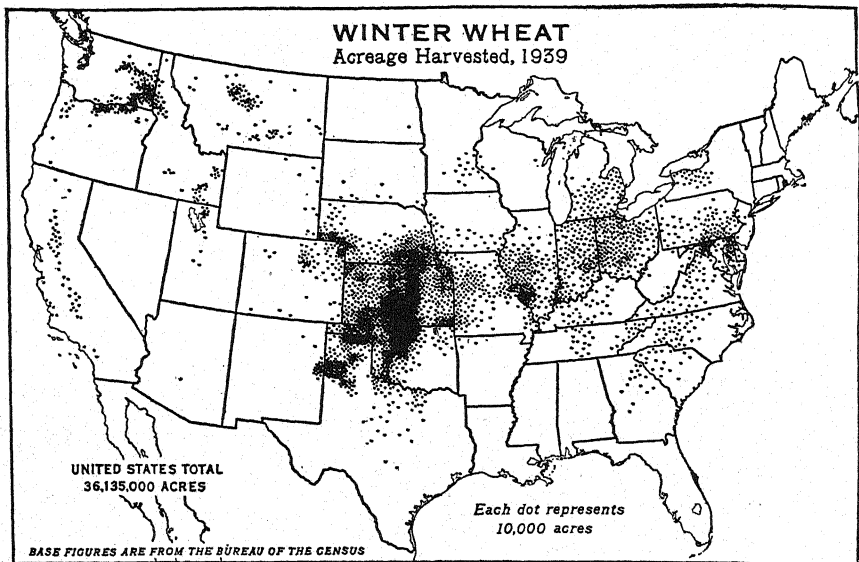 WINTER WHEAT
Acreage Harvested, 1939
UNITED STATES TOTAL
36,135,000 ACRES
Each dot represents
10,000 acres
BASE FIGURES ARE FROM THE BUREAU OF THE CENSUS